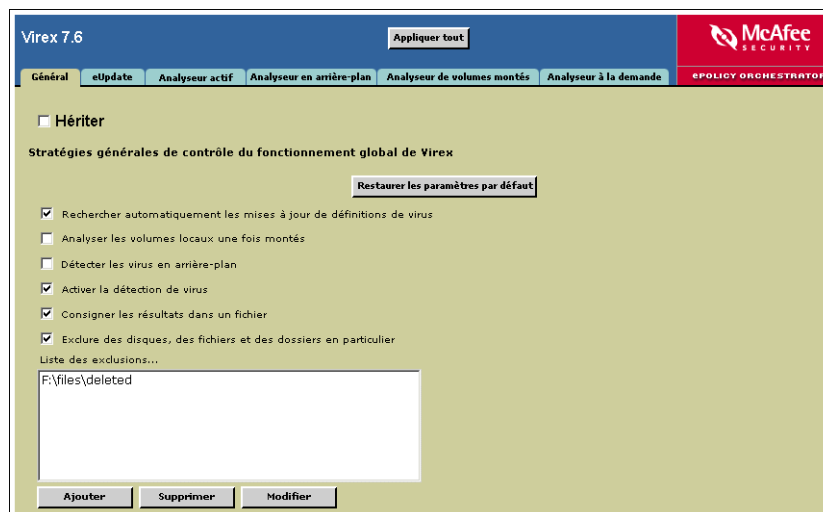 Virex 7.6
Appliquer tout
McAfee
SECURITY
Général eUpdate Analyseur actif Analyseur en arrière-plan Analyseur de volumes montés Analyseur à la demande
ePOLICY ORCHESTRATOR
Hériter
Stratégies générales de contrôle du fonctionnement global de Virex
Restaurer les paramètres par défaut
Rechercher automatiquement les mises à jour de définitions de virus
Analyser les volumes locaux une fois montés
Détecter les virus en arrière-plan
Activer la détection de virus
Consigner les résultats dans un fichier
Exclure des disques, des fichiers et des dossiers en particulier
Liste des exclusions...
F:\files\deleted
Ajouter Supprimer Modifier